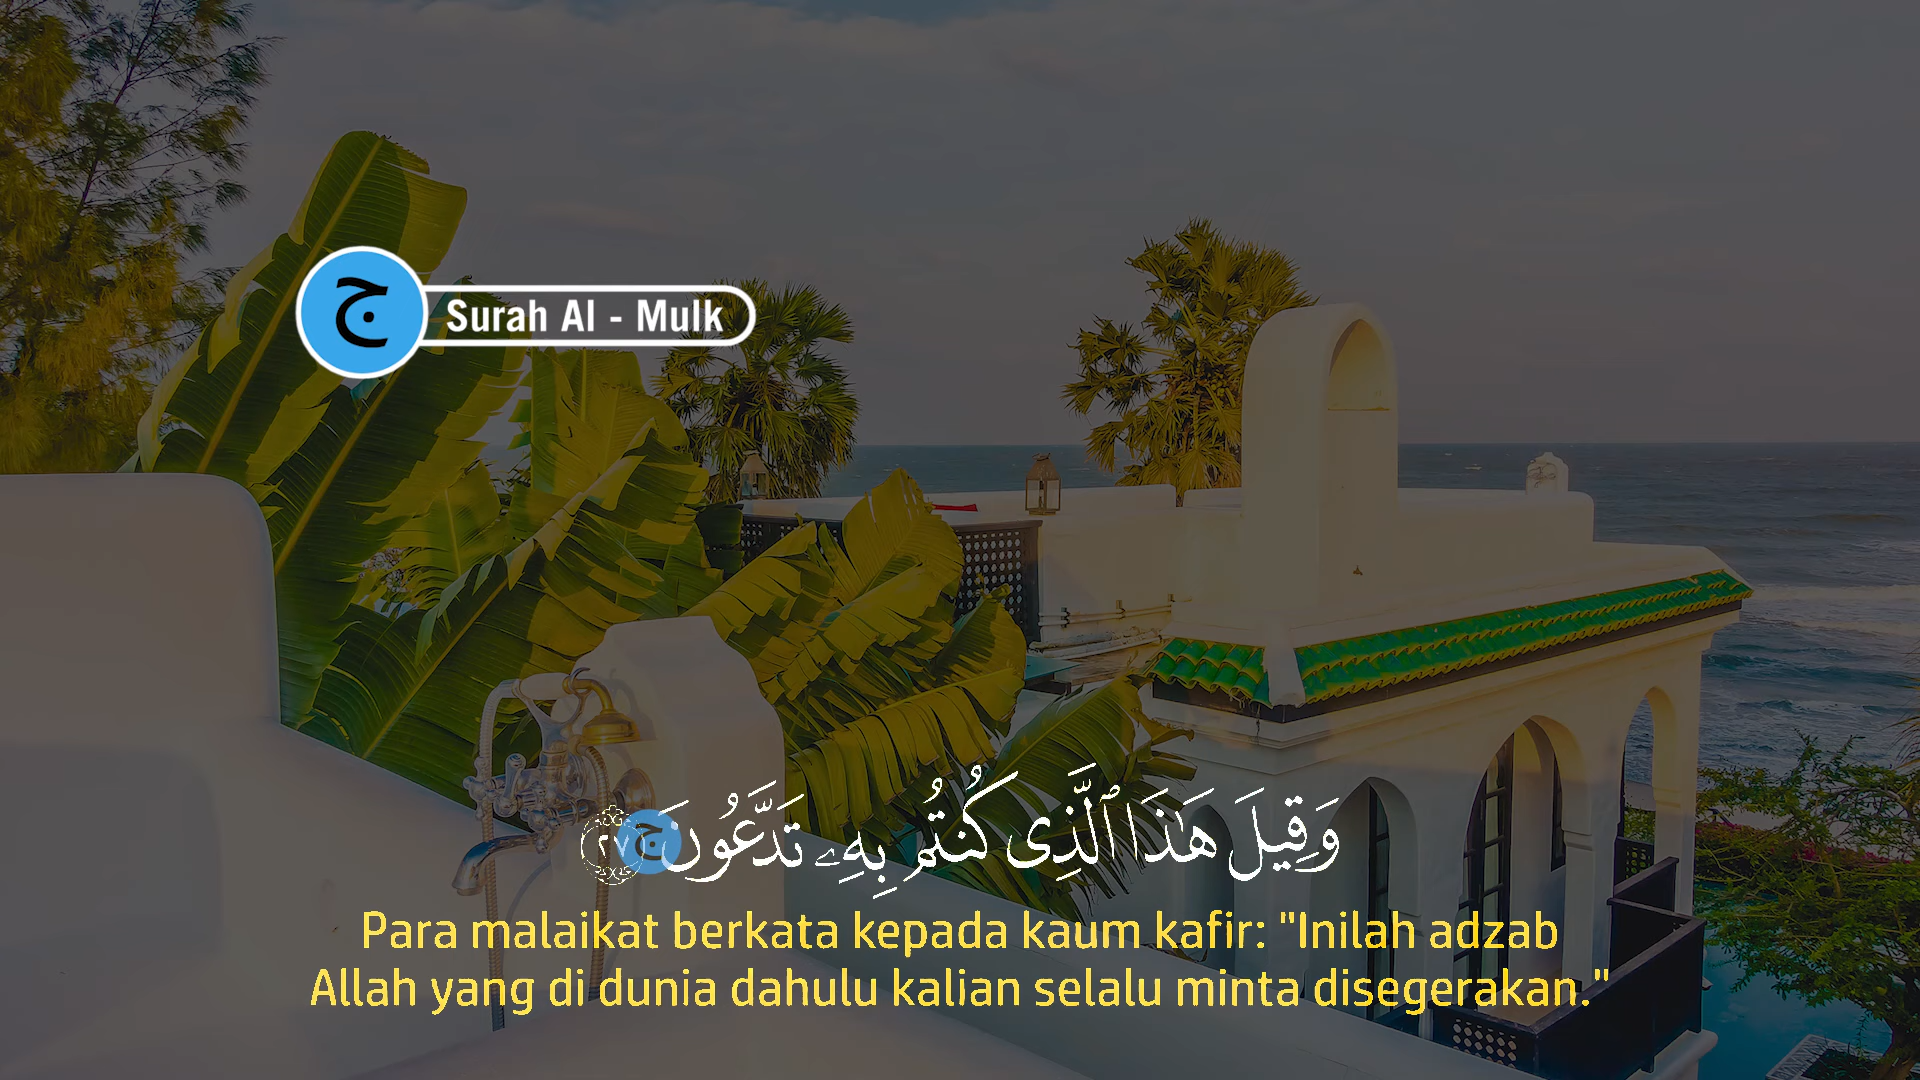 ج
Surah Al - Mulk
وَقِيلَ هَٰذَا ٱلَّذِى كُنتُم بِهِۦ تَدَّعُونَ ٢٧
ج
Para malaikat berkata kepada kaum kafir: "Inilah adzab
Allah yang di dunia dahulu kalian selalu minta disegerakan."